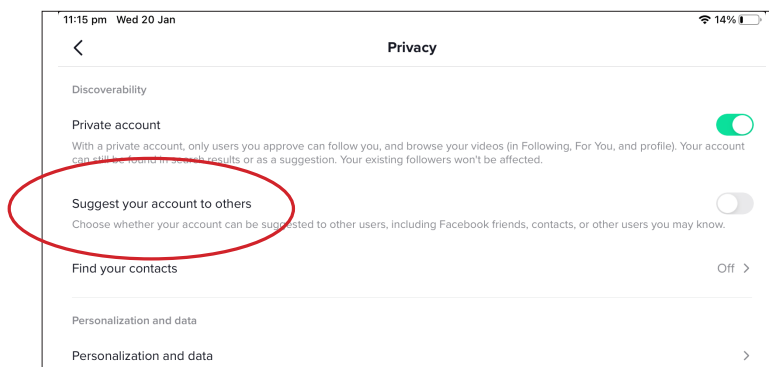 11:15 pm Wed 20 Jan 14%
Privacy
Discoverability
Private account
With a private account, only users you approve can follow you, and browse your videos (in Following, For You, and profile). Your account
can still be found in search results or as a suggestion. Your existing followers won't be affected.
Suggest your account to others
Choose whether your account can be suggested to other users, including Facebook friends, contacts, or other users you may know.
Find your contacts Off
Personalization and data
Personalization and data